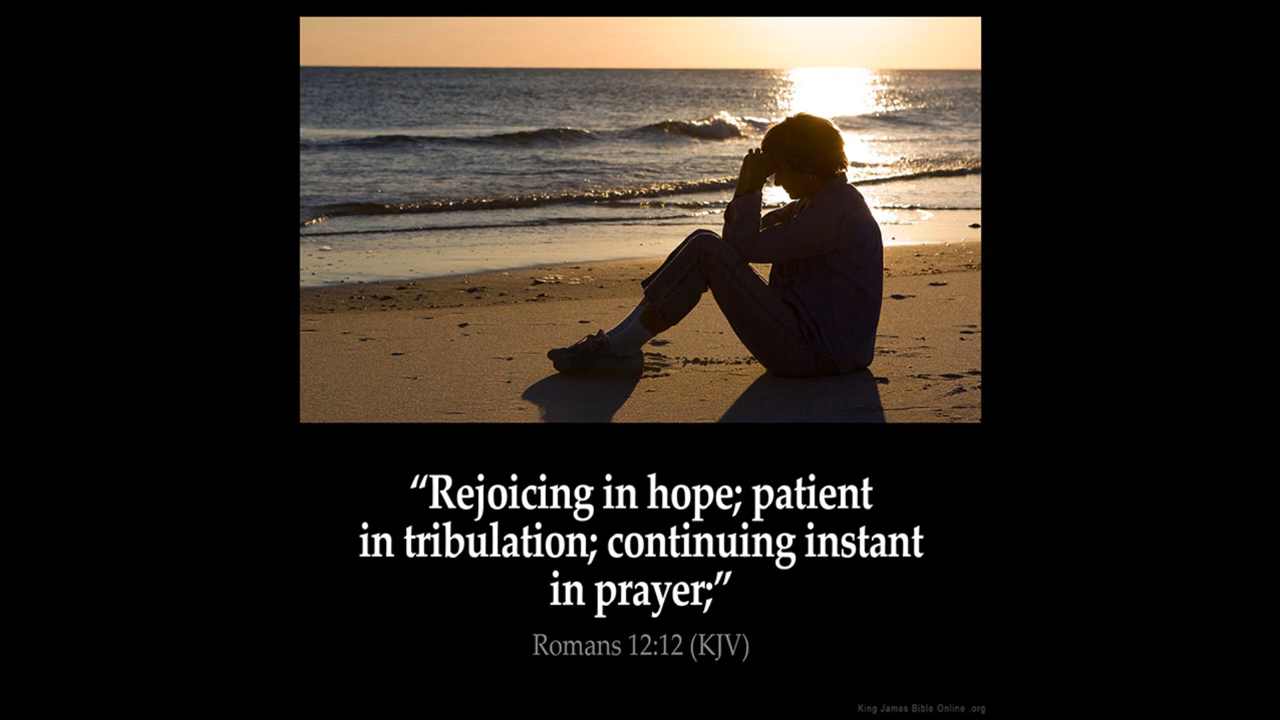 “Rejoicing in hope; patient
in tribulation; continuing instant
in prayer;”
Romans 12:12 (KJV)
King James Bible Online .org